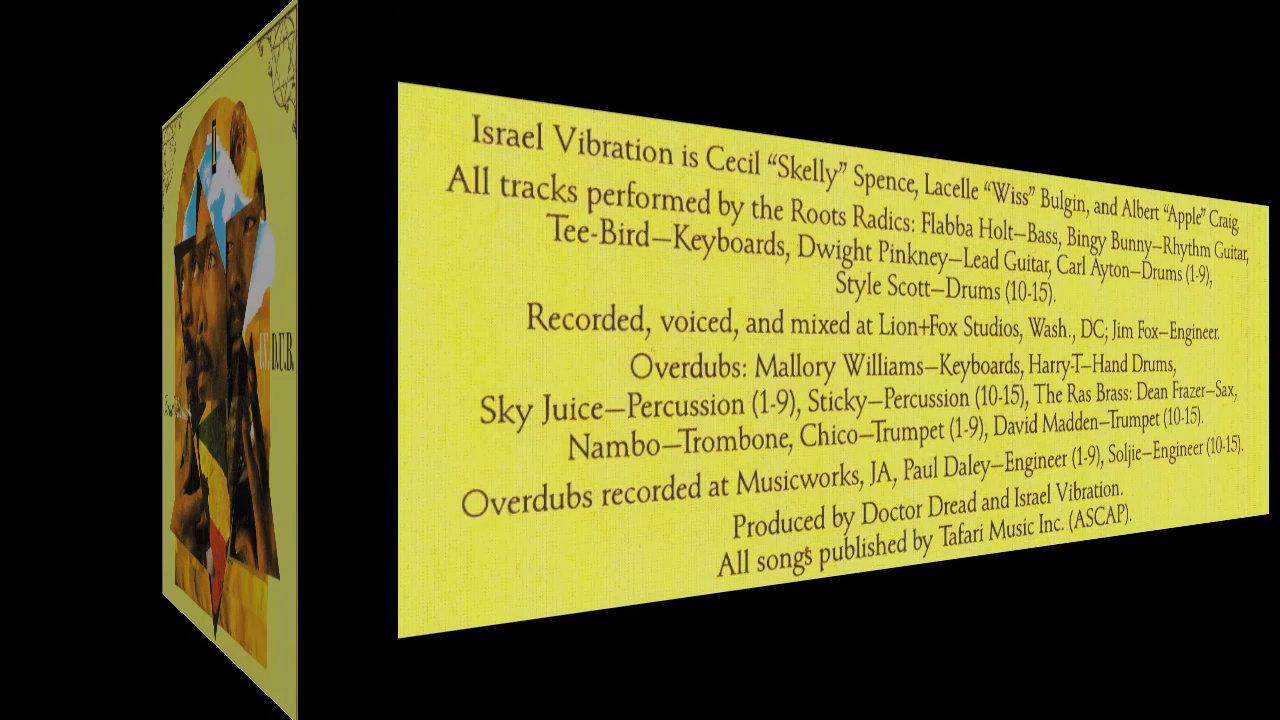 IN D.U.B.
Israel Vibration is Cecil “Skelly” Spence, Lacelle “Wiss” Bulgin, and Albert “Apple” Craig.
All tracks performed by the Roots Radics: Flabba Holt—Bass, Bingy Bunny—Rhythm Guitar,
Tee-Bird—Keyboards, Dwight Pinkney—Lead Guitar, Carl Ayton—Drums (1-9),
Style Scott—Drums (10-15).
Recorded, voiced, and mixed at Lion+Fox Studios, Wash., DC; Jim Fox—Engineer.
Overdubs: Mallory Williams—Keyboards, Harry-T—Hand Drums,
Sky Juice—Percussion (1-9), Sticky—Percussion (10-15), The Ras Brass: Dean Frazer—Sax,
Nambo—Trombone, Chico—Trumpet (1-9), David Madden—Trumpet (10-15).
Overdubs recorded at Musicworks, JA, Paul Daley—Engineer (1-9), Soljie—Engineer (10-15).
Produced by Doctor Dread and Israel Vibration.
All songs published by Tafari Music Inc. (ASCAP).